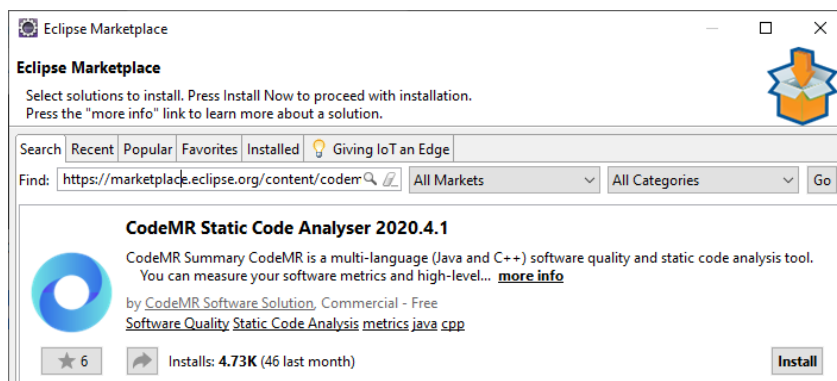 Eclipse Marketplace
Eclipse Marketplace
Select solutions to install. Press Install Now to proceed with installation.
Press the "more info" link to learn more about a solution.
Search Recent Popular Favorites Installed Giving IoT an Edge
Find: https://marketplace.eclipse.org/content/codem All Markets All Categories Go
CodeMR Static Code Analyser 2020.4.1
CodeMR Summary CodeMR is a multi-language (Java and C++) software quality and static code analysis tool.
You can measure your software metrics and high-level... more info
by CodeMR Software Solution, Commercial - Free
Software Quality Static Code Analysis metrics java cpp
6 Installs: 4.73K (46 last month) Install